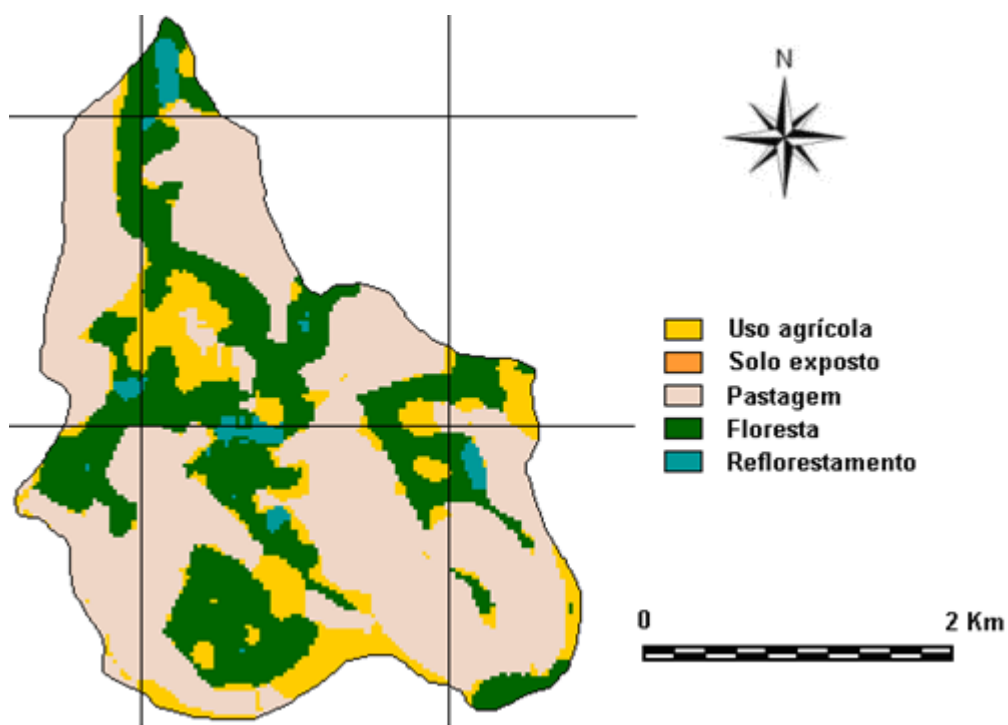 N
Uso agrícola
Solo exposto
Pastagem
Floresta
Reflorestamento
0 2 Km